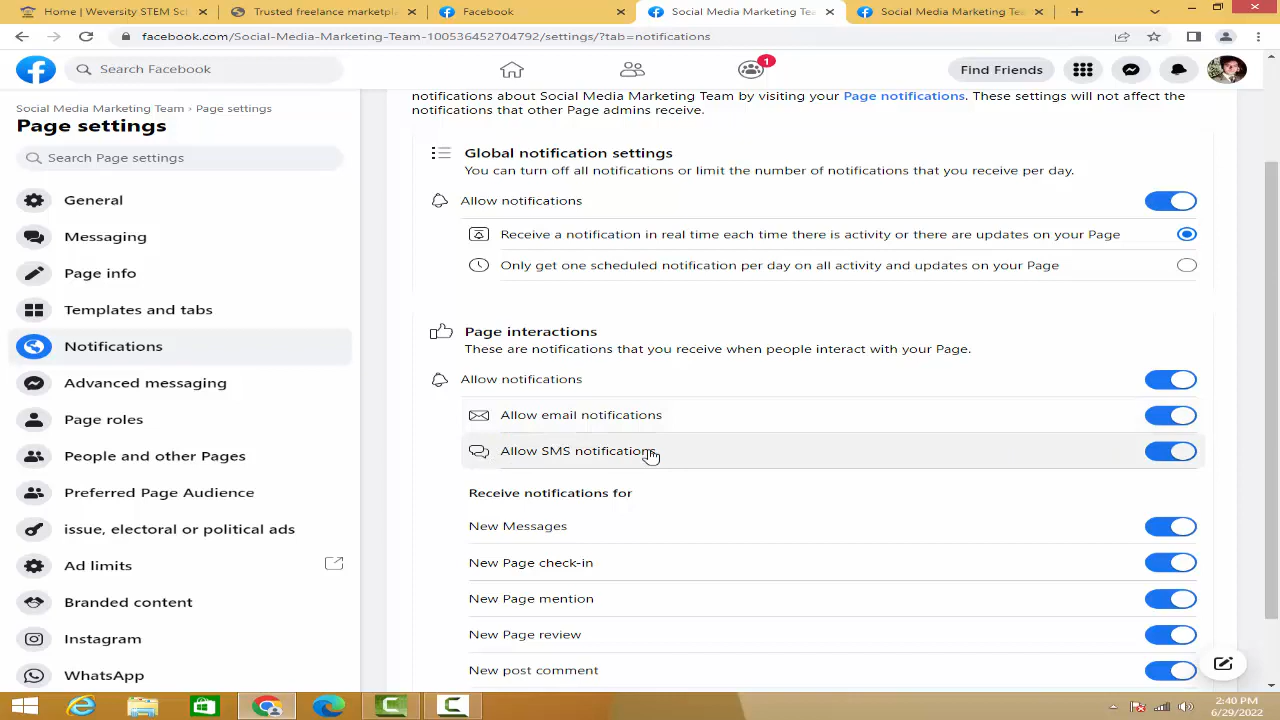 Home | Weversity STEM Sc
Trusted freelance marketpl
Facebook
Social Media Marketing Te
Social Media Marketing Te
facebook.com/Social-Media-Marketing-Team-100536452704792/settings/?tab=notifications
Search Facebook
1
Find Friends
Social Media Marketing Team > Page settings
Page settings
Search Page settings
General
Messaging
Page info
Templates and tabs
Notifications
Advanced messaging
Page roles
People and other Pages
Preferred Page Audience
issue, electoral or political ads
Ad limits
Branded content
Instagram
WhatsApp
notifications about Social Media Marketing Team by visiting your Page notifications. These settings will not affect the
notifications that other Page admins receive.
Global notification settings
You can turn off all notifications or limit the number of notifications that you receive per day.
Allow notifications
Receive a notification in real time each time there is activity or there are updates on your Page
Only get one scheduled notification per day on all activity and updates on your Page
Page interactions
These are notifications that you receive when people interact with your Page.
Allow notifications
Allow email notifications
Allow SMS notifications
Receive notifications for
New Messages
New Page check-in
New Page mention
New Page review
New post comment
2:40 PM
6/29/2022